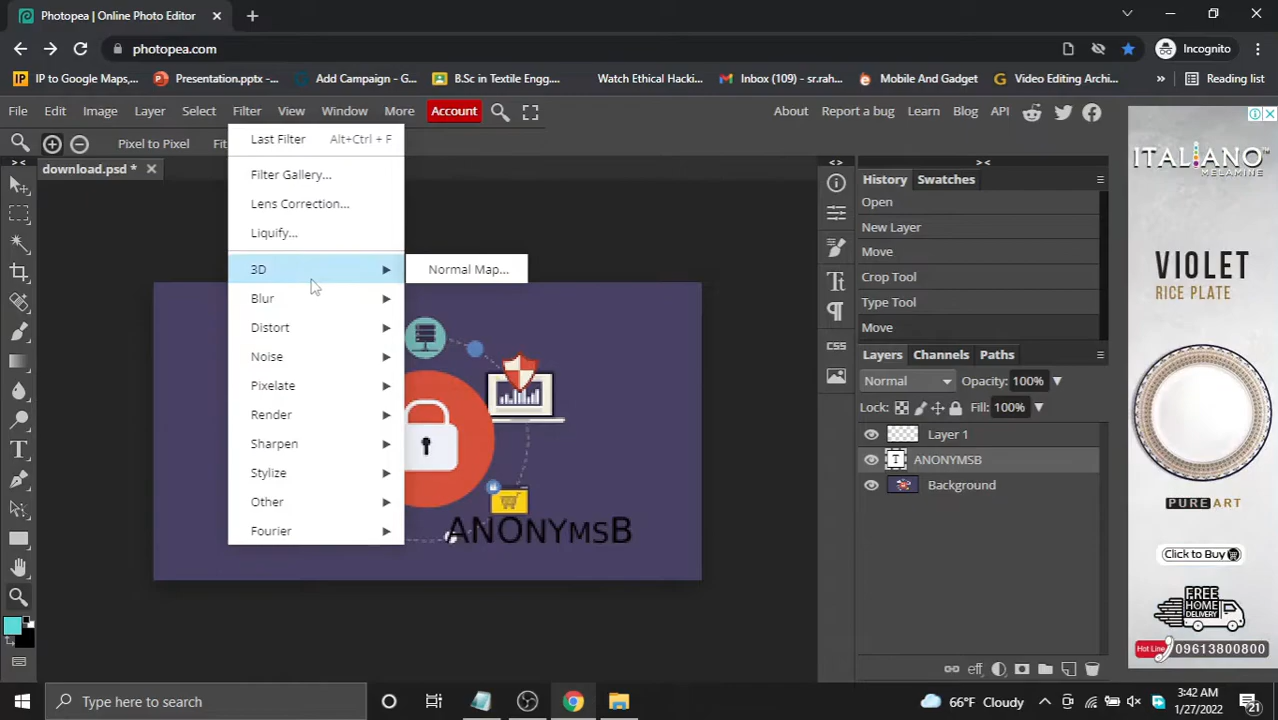 Photopea | Online Photo Editor
Incognito
photopea.com
IP to Google Maps,...
Presentation.pptx -...
Add Campaign - G...
B.Sc in Textile Engg...
Watch Ethical Hacki...
Inbox (109) - sr.rah...
Mobile And Gadget
Video Editing Archi...
Reading list
File
Edit
Image
Layer
Select
Filter
View
Window
More
Account
About
Report a bug
Learn
Blog
API
Pixel to Pixel
Fit
download.psd *
Last Filter Alt+Ctrl + F
Filter Gallery...
Lens Correction...
Liquify...
3D
Normal Map...
Blur
Distort
Noise
Pixelate
Render
Sharpen
Stylize
Other
Fourier
ANONYMSB
History Swatches
Open
New Layer
Move
Crop Tool
Type Tool
Move
CSS
Layers Channels Paths
Normal Opacity: 100%
Lock: Fill: 100%
Layer 1
T ANONYMSB
Background
eff
ITALIANO
MELAMINE
VIOLET
RICE PLATE
PURE ART
Click to Buy
FREE
HOME
DELIVERY
Hot Line 09613800800
Type here to search
66°F Cloudy
3:42 AM
1/27/2022
21